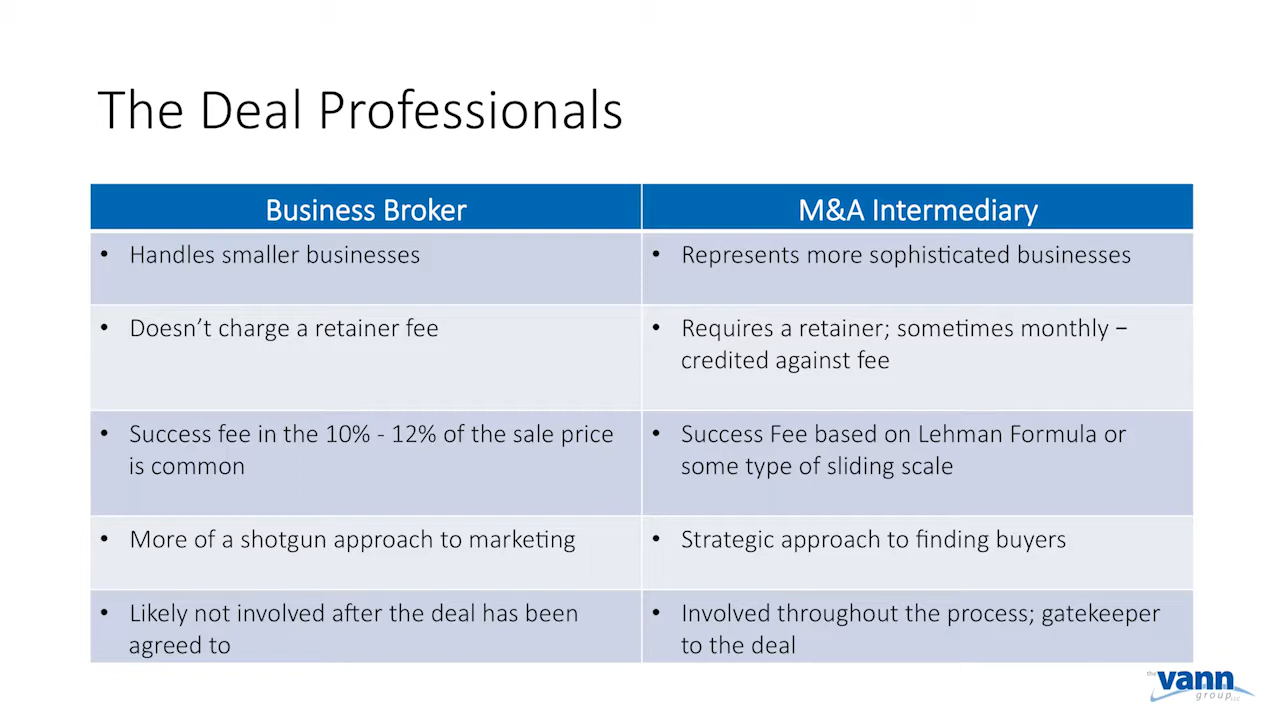 The Deal Professionals
Business Broker
M&A Intermediary
• Handles smaller businesses
• Represents more sophisticated businesses
• Doesn’t charge a retainer fee
• Requires a retainer; sometimes monthly –
credited against fee
• Success fee in the 10% - 12% of the sale price
is common
• Success Fee based on Lehman Formula or
some type of sliding scale
• More of a shotgun approach to marketing
• Strategic approach to finding buyers
• Likely not involved after the deal has been
agreed to
• Involved throughout the process; gatekeeper
to the deal
the vann
group LLC